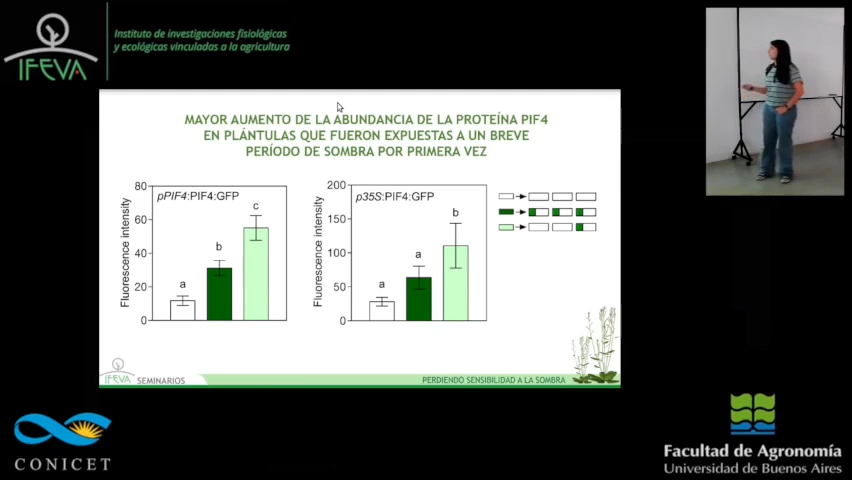 IFEVA
Instituto de investigaciones fisiológicas
y ecológicas vinculadas a la agricultura
MAYOR AUMENTO DE LA ABUNDANCIA DE LA PROTEÍNA PIF4
EN PLÁNTULAS QUE FUERON EXPUESTAS A UN BREVE
PERÍODO DE SOMBRA POR PRIMERA VEZ
Fluorescence intensity
80
60
40
20
0
pPIF4:PIF4:GFP
a
b
c
Fluorescence intensity
200
150
100
50
0
p35S:PIF4:GFP
a
a
b
IFEVA SEMINARIOS
PERDIENDO SENSIBILIDAD A LA SOMBRA
CONICET
Facultad de Agronomía
Universidad de Buenos Aires